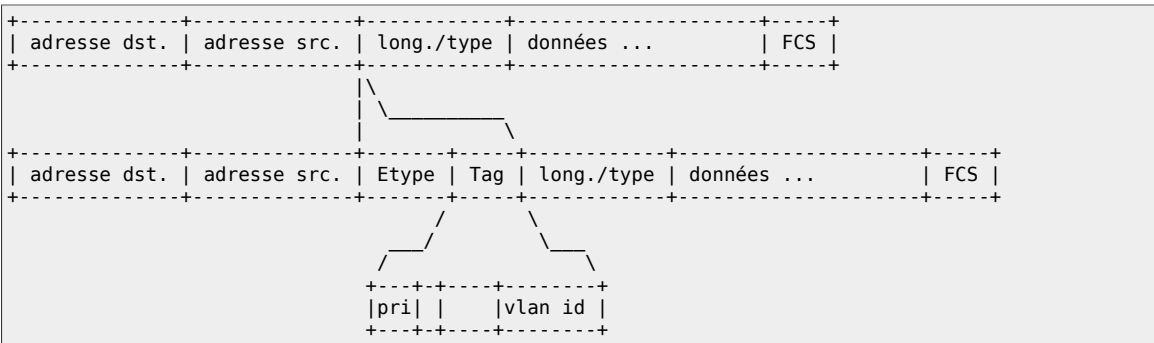 | adresse dst. | adresse src. | long./type | données ... | FCS |
| adresse dst. | adresse src. | Etype | Tag | long./type | données ... | FCS |
|pri| | |vlan id |